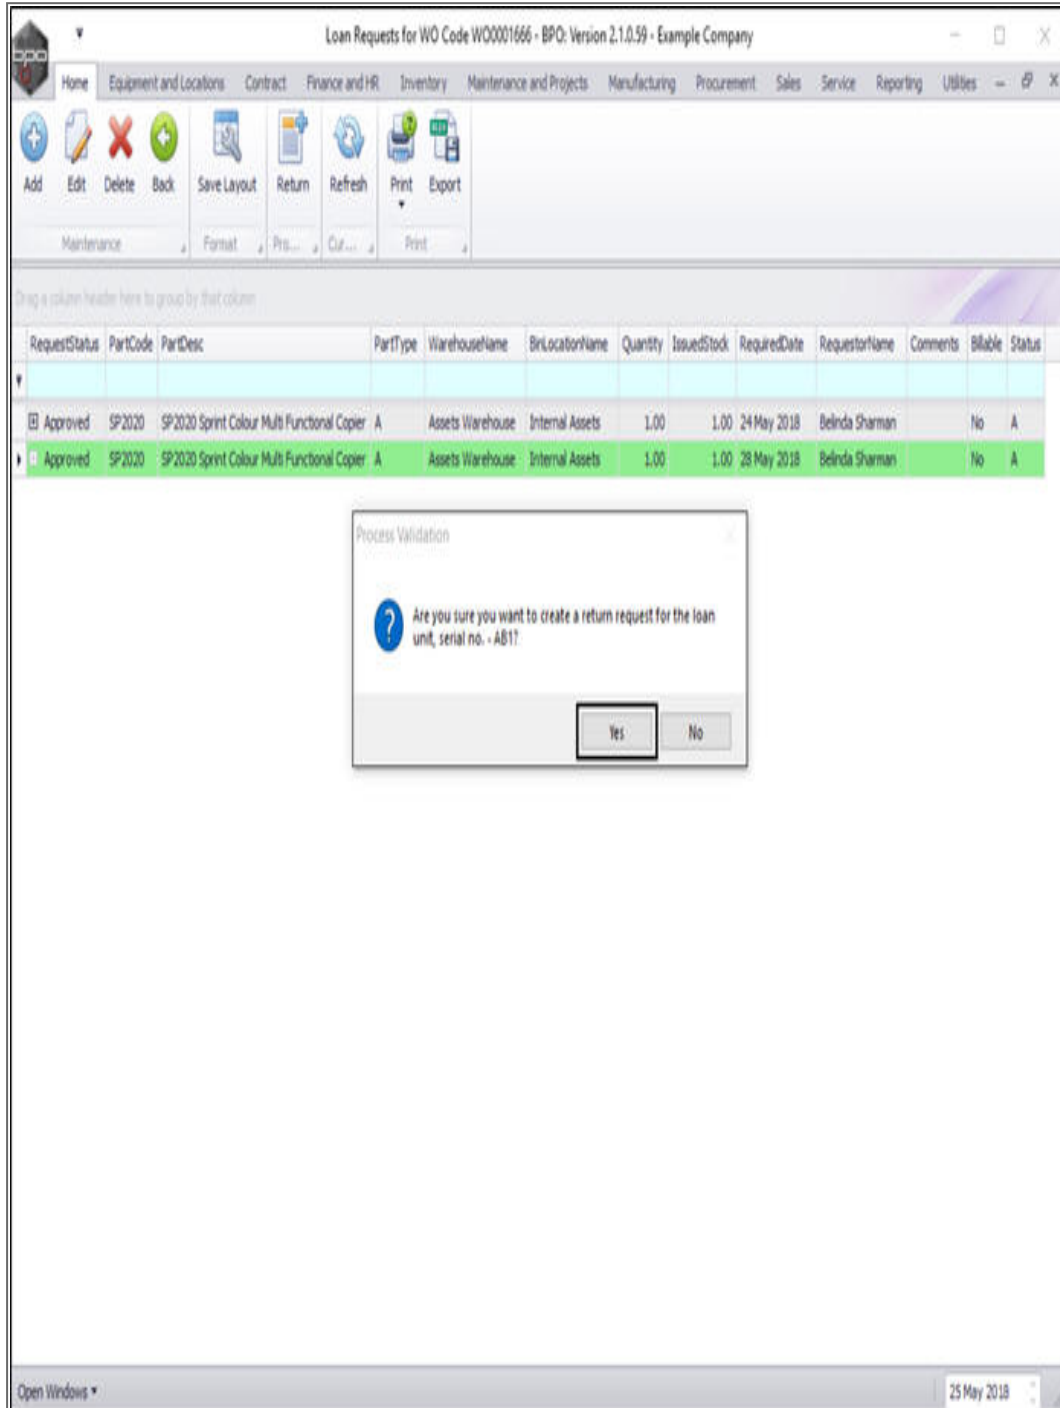 Loan Requests for WO Code WO0001666 - BPO: Version 2.1.0.59 - Example Company
bpo
Home Equipment and Locations Contract Finance and HR Inventory Maintenance and Projects Manufacturing Procurement Sales Service Reporting Utilities
Add Edit Delete Back Save Layout Return Refresh Print Export
Maintenance Format Pro... Cur... Print
Drag a column header here to group by that column
RequestStatus PartCode PartDesc PartType WarehouseName BinLocationName Quantity IssuedStock RequiredDate RequestorName Comments Billable Status
Approved SP2020 SP2020 Sprint Colour Multi Functional Copier A Assets Warehouse Internal Assets 1.00 1.00 24 May 2018 Belinda Sharman No A
Approved SP2020 SP2020 Sprint Colour Multi Functional Copier A Assets Warehouse Internal Assets 1.00 1.00 28 May 2018 Belinda Sharman No A
Process Validation
Are you sure you want to create a return request for the loan
unit, serial no. - AB1?
Yes No
Open Windows 25 May 2018